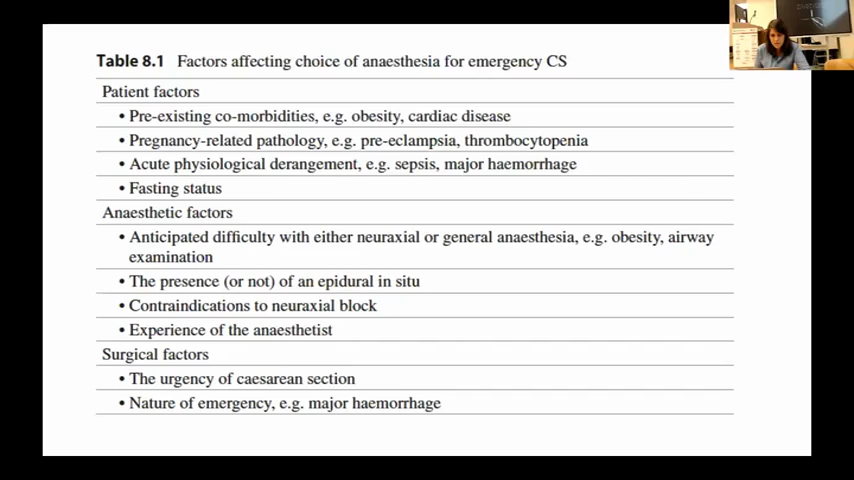 Table 8.1 Factors affecting choice of anaesthesia for emergency CS
Patient factors
• Pre-existing co-morbidities, e.g. obesity, cardiac disease
• Pregnancy-related pathology, e.g. pre-eclampsia, thrombocytopenia
• Acute physiological derangement, e.g. sepsis, major haemorrhage
• Fasting status
Anaesthetic factors
• Anticipated difficulty with either neuraxial or general anaesthesia, e.g. obesity, airway
examination
• The presence (or not) of an epidural in situ
• Contraindications to neuraxial block
• Experience of the anaesthetist
Surgical factors
• The urgency of caesarean section
• Nature of emergency, e.g. major haemorrhage